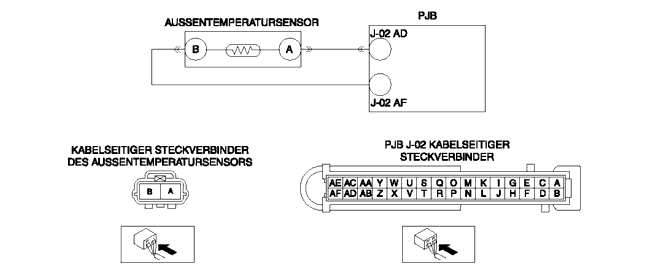 AUSSENTEMPERATURSENSOR
PJB
J-02 AD
B
A
J-02 AF
KABELSEITIGER STECKVERBINDER
DES AUSSENTEMPERATURSENSORS
B A
PJB J-02 KABELSEITIGER
STECKVERBINDER
AE AC AA Y W U S Q O M K I G E C A
AF AD AB Z X V T R P N L J H F D B